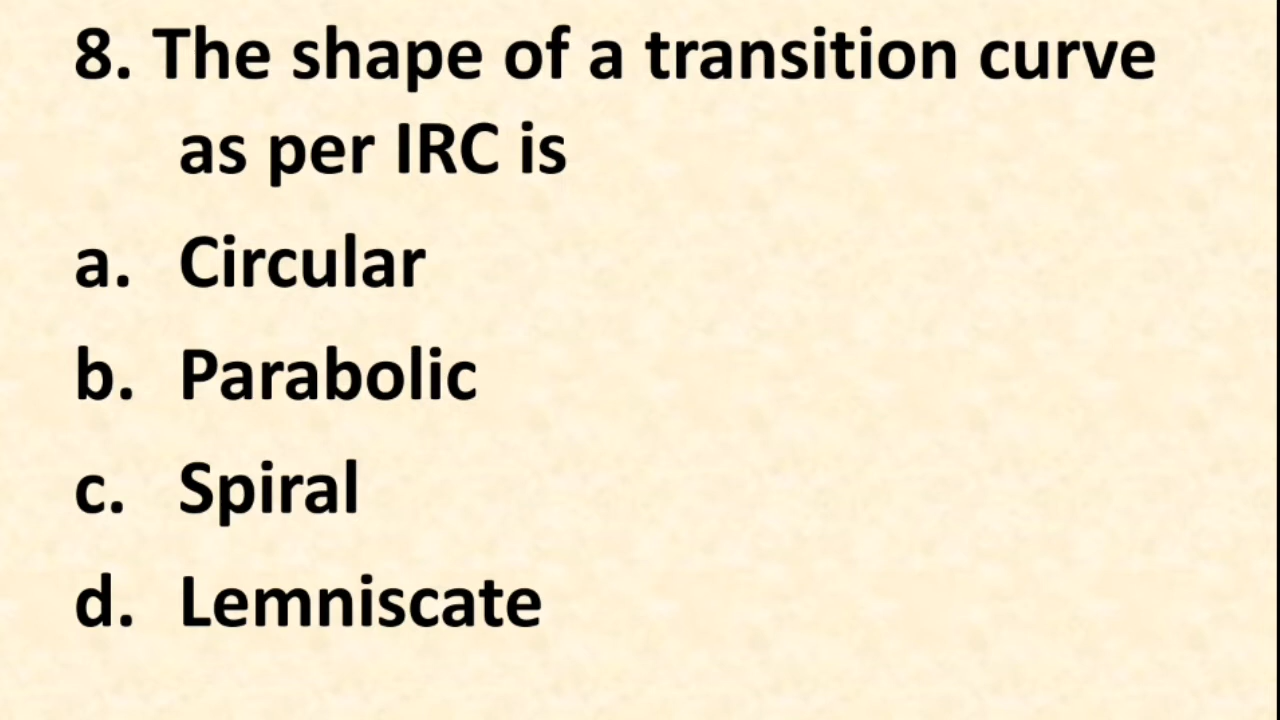 8. The shape of a transition curve
as per IRC is
a. Circular
b. Parabolic
c. Spiral
d. Lemniscate